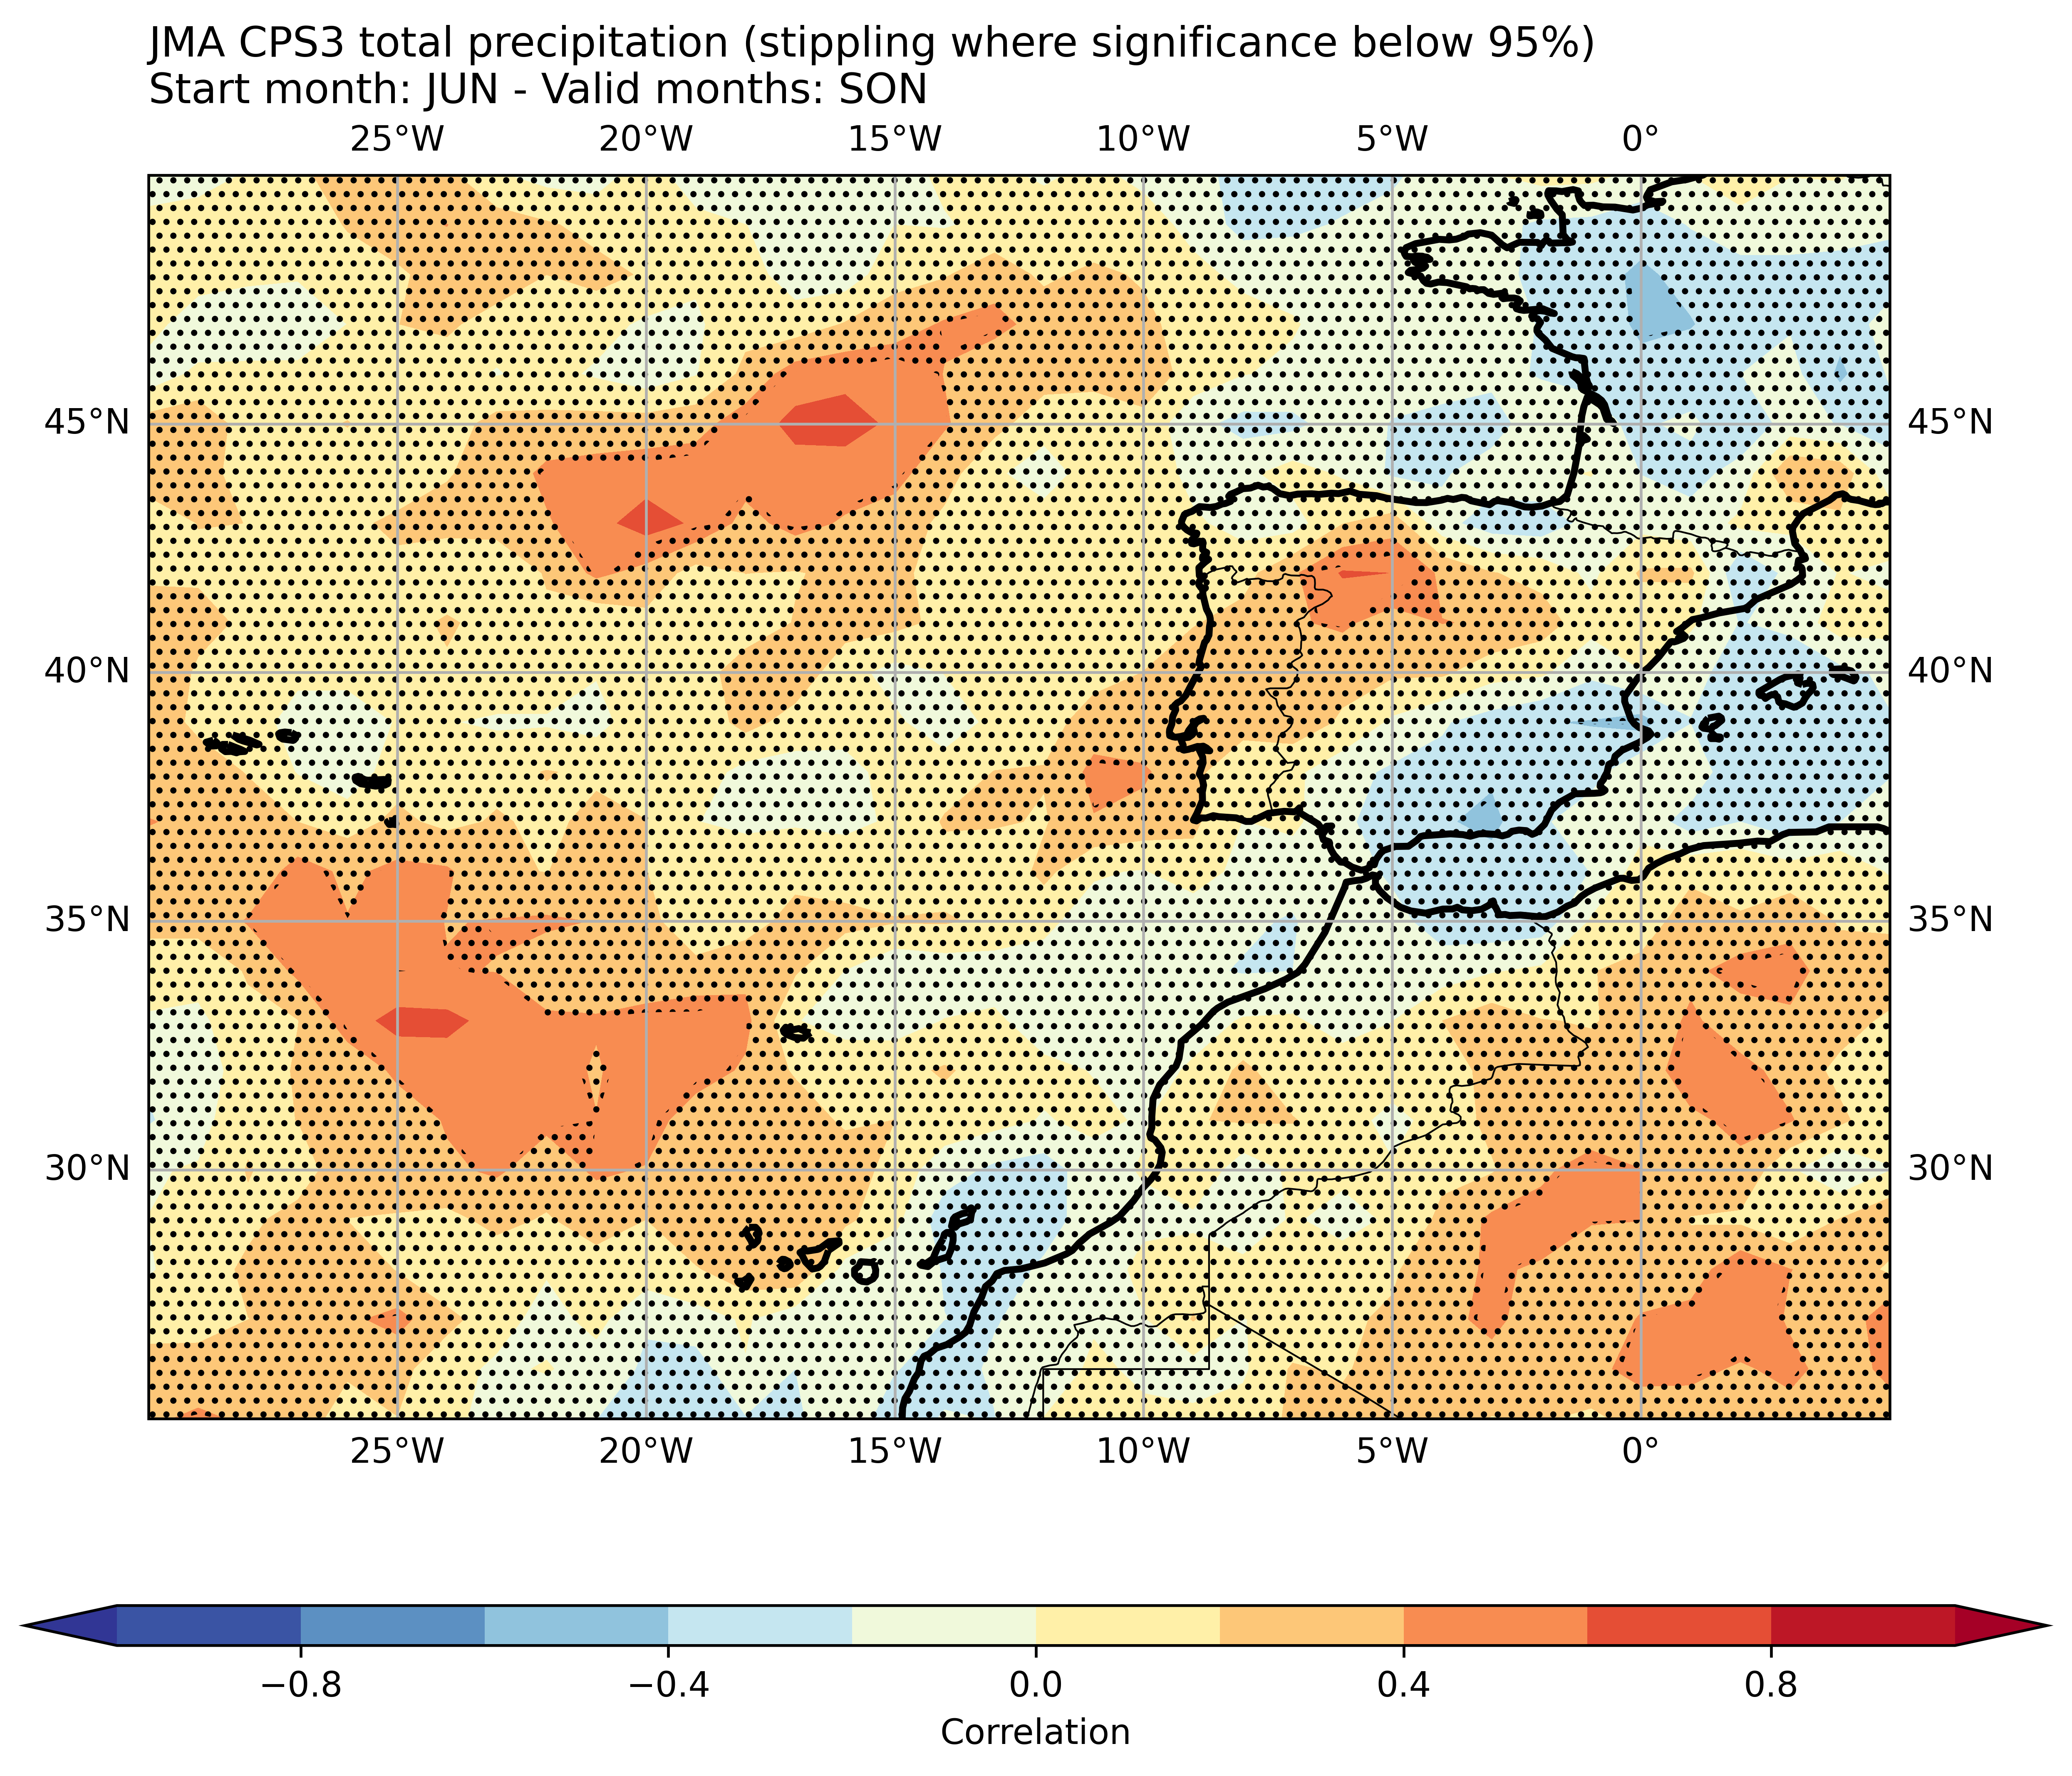 JMA CPS3 total precipitation (stippling where significance below 95%)
Start month: JUN - Valid months: SON
25°W 20°W 15°W 10°W 5°W 0°
45°N 45°N
40°N 40°N
35°N 35°N
30°N 30°N
25°W 20°W 15°W 10°W 5°W 0°
−0.8 −0.4 0.0 0.4 0.8
Correlation